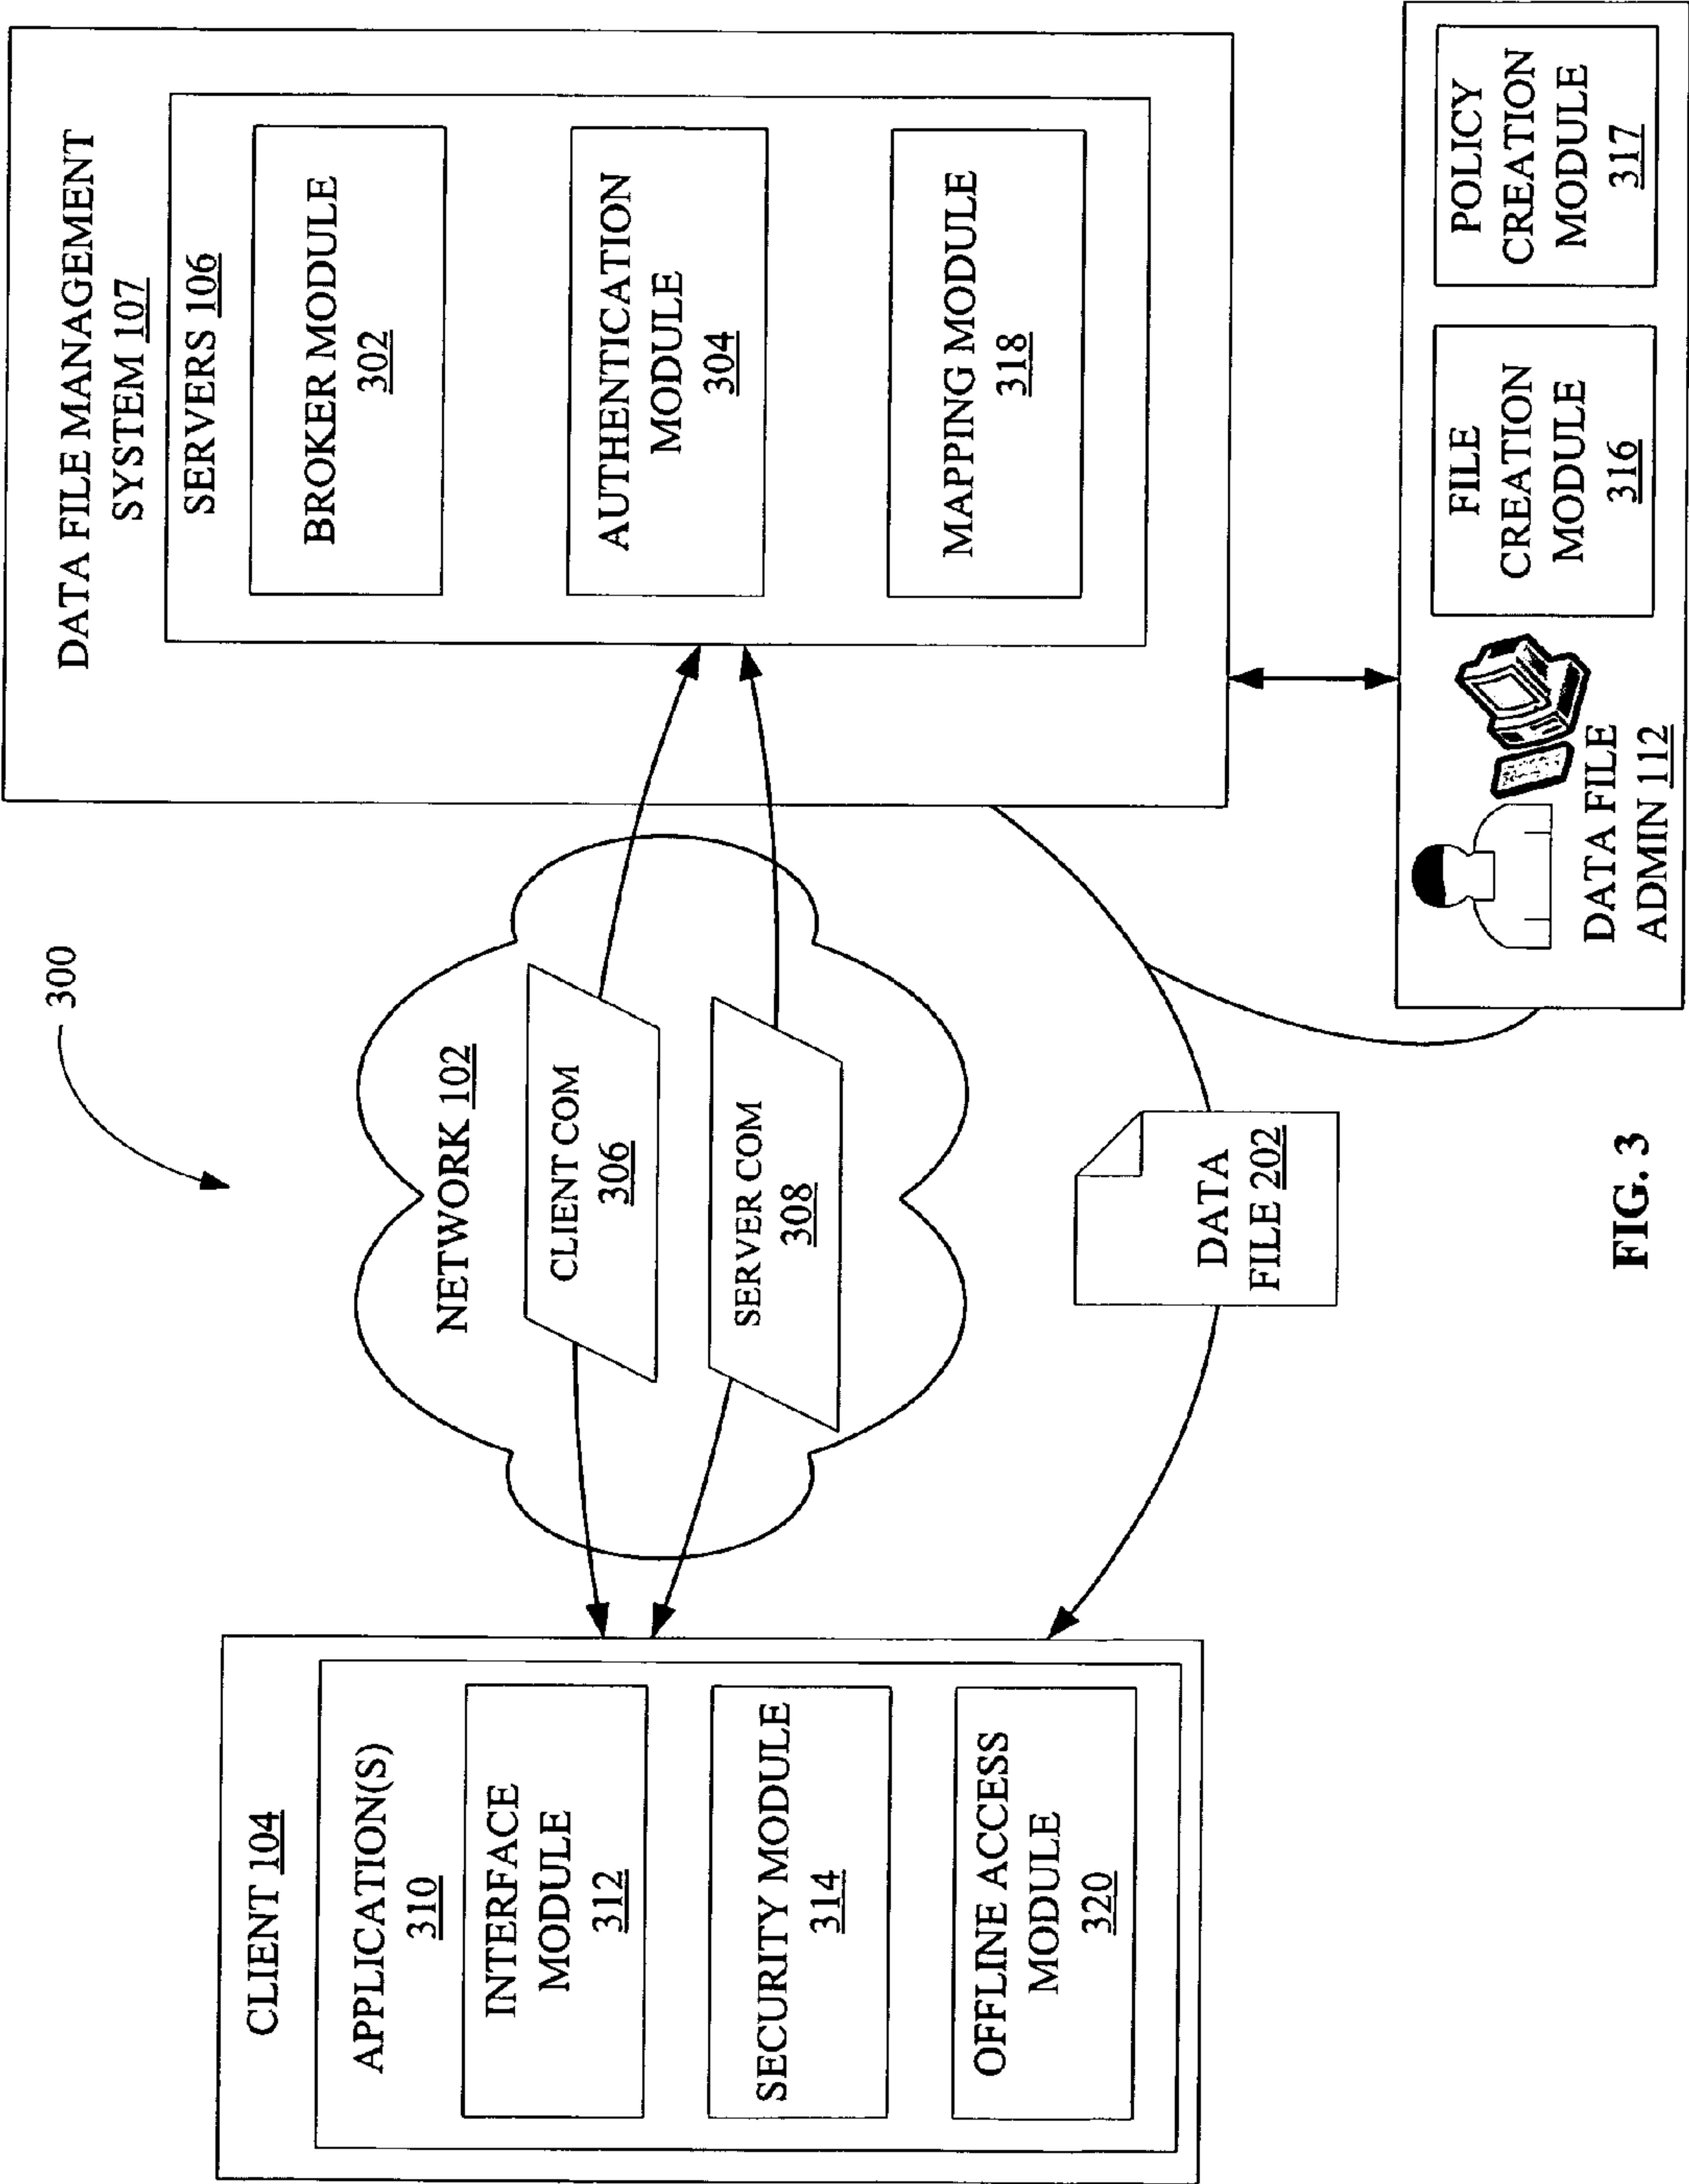 300
CLIENT 104
APPLICATION(S)
310
INTERFACE
MODULE
312
SECURITY MODULE
314
OFFLINE ACCESS
MODULE
320
NETWORK 102
CLIENT COM
306
SERVER COM
308
DATA
FILE 202
DATA FILE MANAGEMENT
SYSTEM 107
SERVERS 106
BROKER MODULE
302
AUTHENTICATION
MODULE
304
MAPPING MODULE
318
DATA FILE
ADMIN 112
FILE
CREATION
MODULE
316
POLICY
CREATION
MODULE
317
FIG. 3